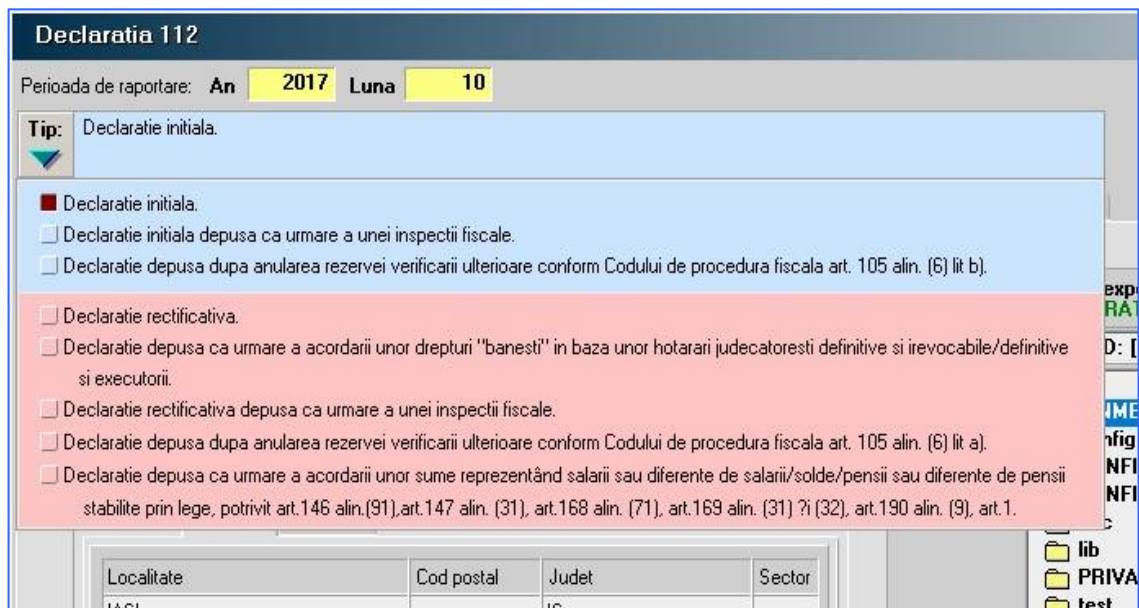 Declaratia 112
Perioada de raportare: An 2017 Luna 10
Tip: Declaratie initiala.
Declaratie initiala.
Declaratie initiala depusa ca urmare a unei inspectii fiscale.
Declaratie depusa dupa anularea rezervei verificarii ulterioare conform Codului de procedura fiscala art. 105 alin. (6) lit b).
Declaratie rectificativa.
Declaratie depusa ca urmare a acordarii unor drepturi "banesti" in baza unor hotarari judecatoresti definitive si irevocabile/definitive
si executorii.
Declaratie rectificativa depusa ca urmare a unei inspectii fiscale.
Declaratie depusa dupa anularea rezervei verificarii ulterioare conform Codului de procedura fiscala art. 105 alin. (6) lit a).
Declaratie depusa ca urmare a acordarii unor sume reprezentând salarii sau diferente de salarii/solde/pensii sau diferente de pensii
stabilite prin lege, potrivit art.146 alin.(91),art.147 alin. (31), art.168 alin. (71), art.169 alin. (31) ?i (32), art.190 alin. (9), art.1.
exp
RAT
D: [
NME
nfig
NFI
NFI
lib
PRIVA
test
Localitate Cod postal Judet Sector